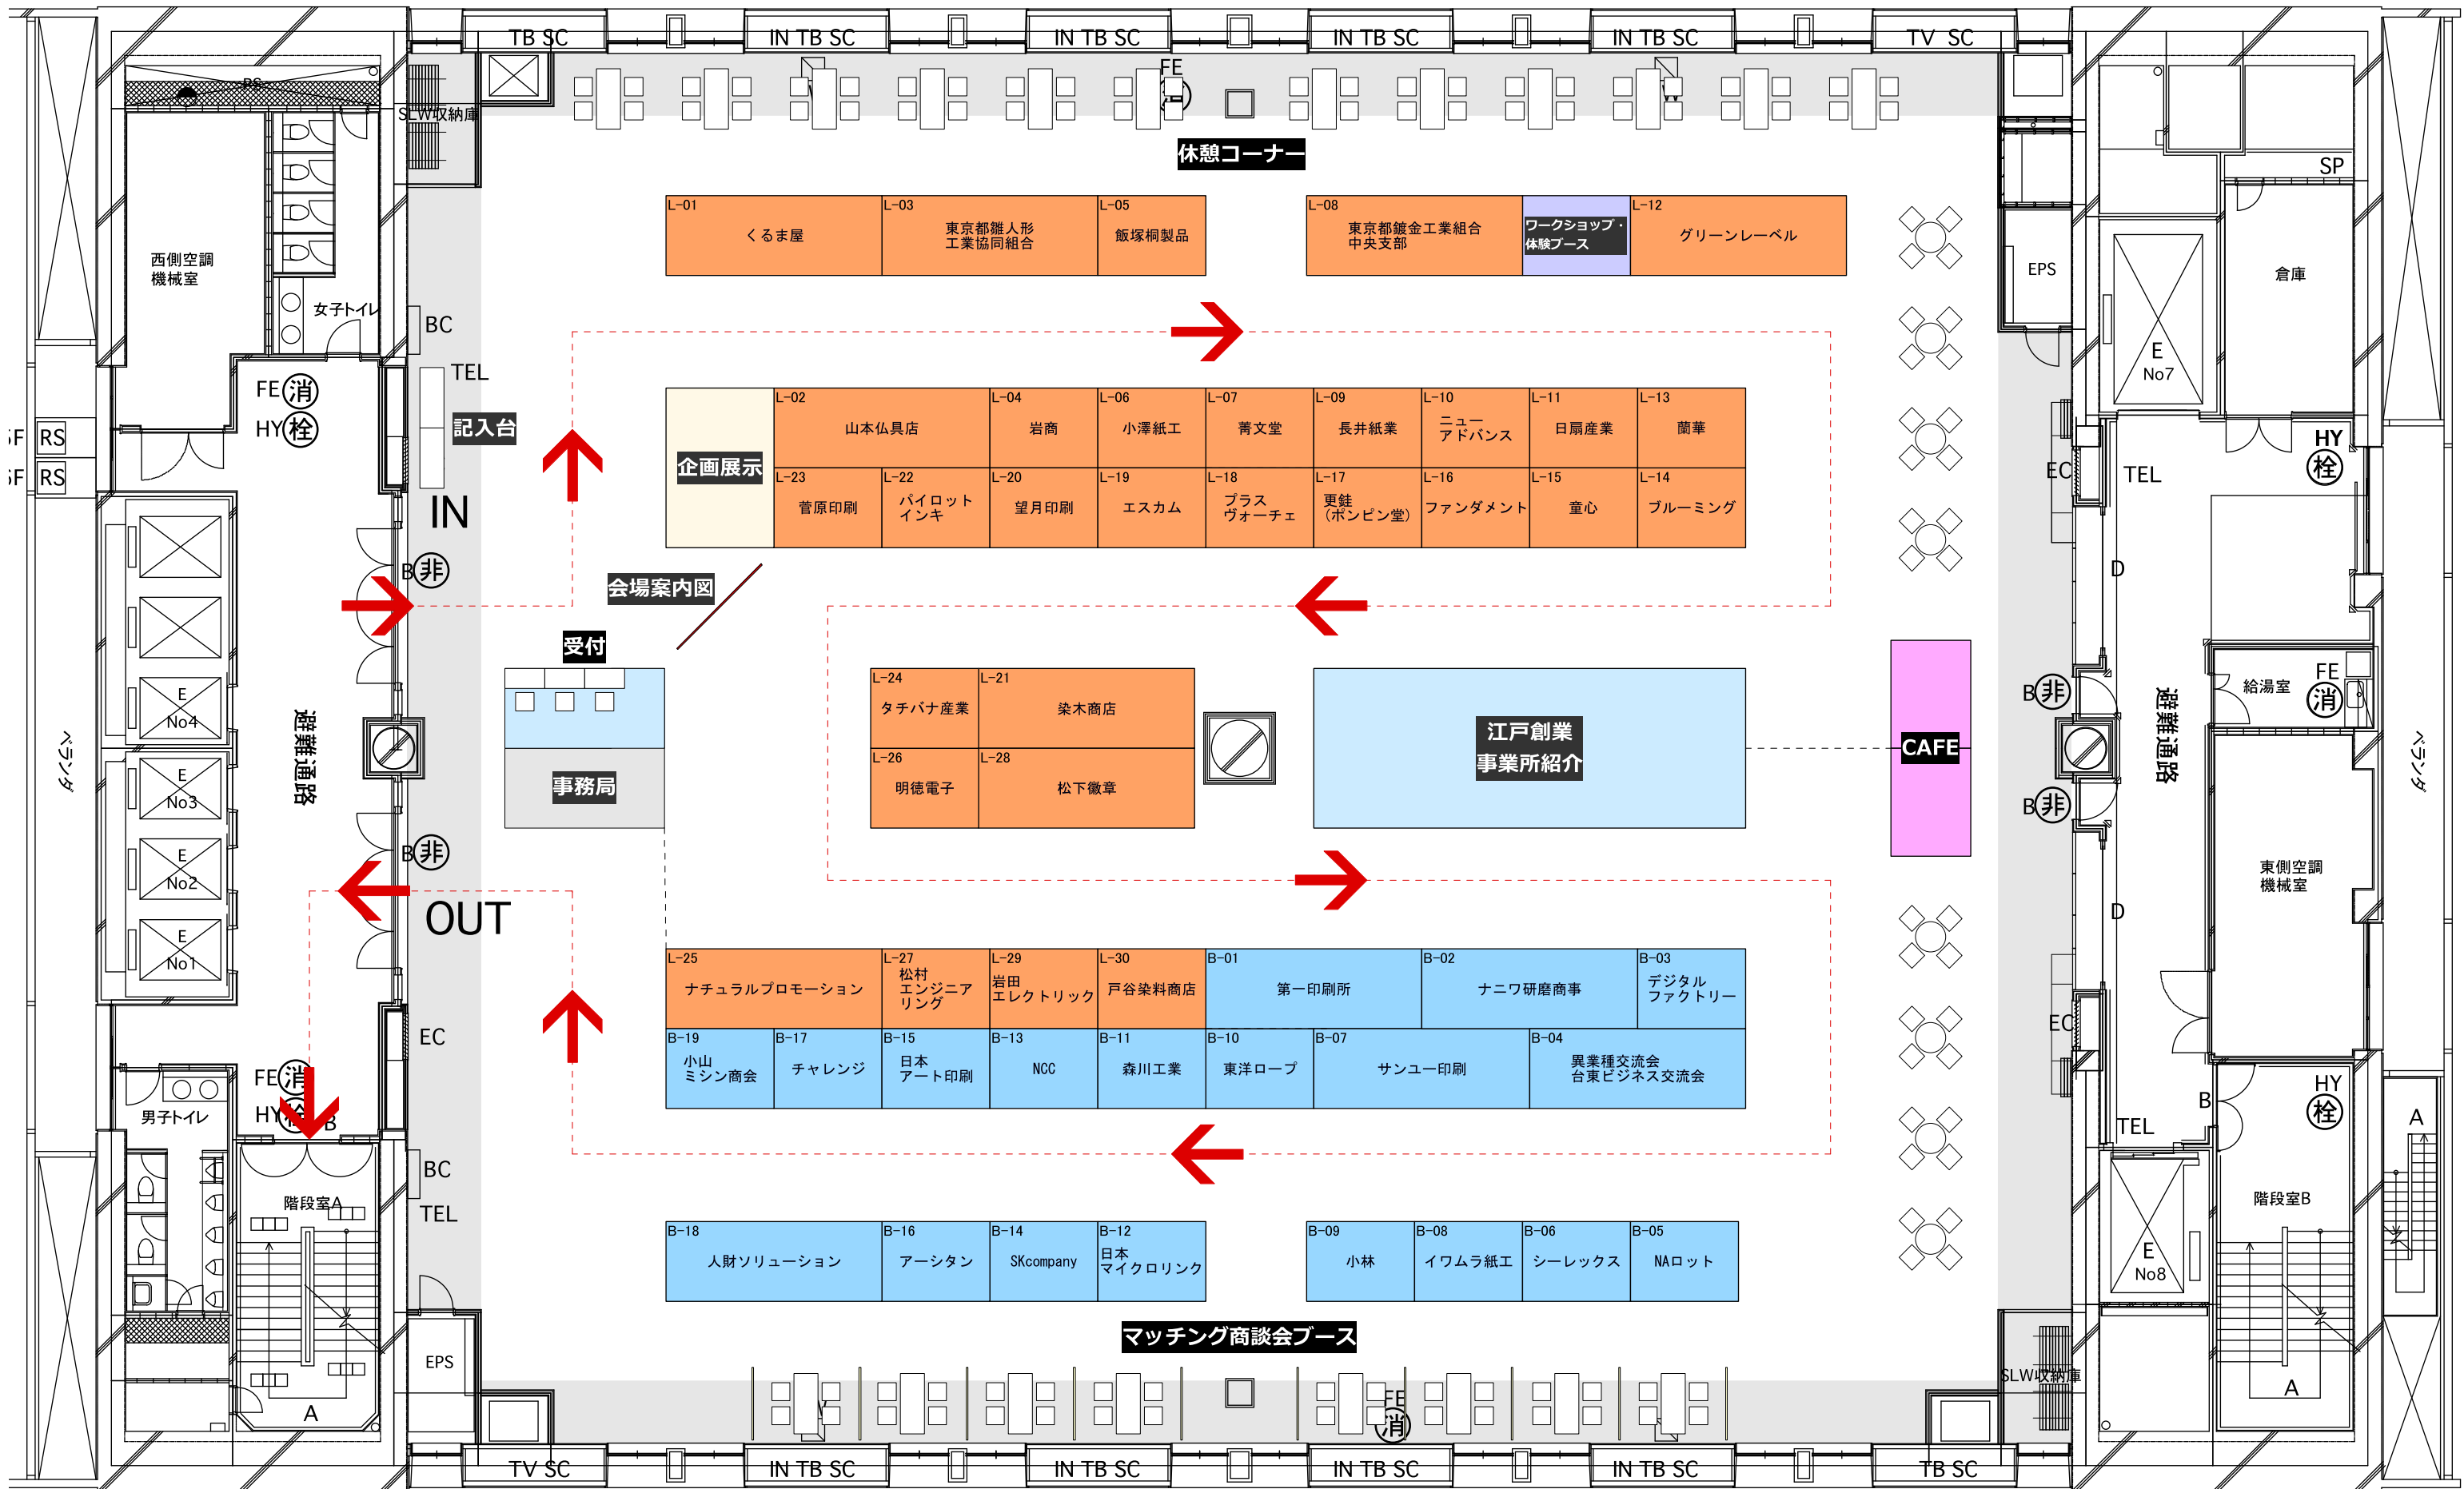 TB SC
IN TB SC
IN TB SC
IN TB SC
IN TB SC
TV SC
PS
SLW収納庫
FE
消
休憩コーナー
SP
L-01
くるま屋
L-03
東京都雛人形
工業協同組合
L-05
飯塚桐製品
L-08
東京都鍍金工業組合
中央支部
ワークショップ・
体験ブース
L-12
グリーンレーベル
西側空調
機械室
女子トイレ
EPS
倉庫
BC
E
No7
TEL
FE
消
HY
栓
記入台
RS
RS
IN
企画展示
L-02
山本仏具店
L-04
岩商
L-06
小澤紙工
L-07
菁文堂
L-09
長井紙業
L-10
ニュー
アドバンス
L-11
日扇産業
L-13
蘭華
L-23
菅原印刷
L-22
パイロット
インキ
L-20
望月印刷
L-19
エスカム
L-18
プラス
ヴォーチェ
L-17
更銈
（ポンピン堂）
L-16
ファンダメント
L-15
童心
L-14
ブルーミング
HY
栓
EC
TEL
B
非
D
会場案内図
受付
事務局
L-24
タチバナ産業
L-21
染木商店
L-26
明徳電子
L-28
松下徽章
江戸創業
事業所紹介
CAFE
E
No4
E
No3
E
No2
E
No1
避難通路
ベランダ
B
非
B
非
B
非
避難通路
給湯室
FE
消
ベランダ
東側空調
機械室
D
OUT
L-25
ナチュラルプロモーション
L-27
松村
エンジニア
リング
L-29
岩田
エレクトリック
L-30
戸谷染料商店
B-01
第一印刷所
B-02
ナニワ研磨商事
B-03
デジタル
ファクトリー
B-19
小山
ミシン商会
B-17
チャレンジ
B-15
日本
アート印刷
B-13
NCC
B-11
森川工業
B-10
東洋ロープ
B-07
サンユー印刷
B-04
異業種交流会
台東ビジネス交流会
EC
EC
FE
消
HY
栓
B
男子トイレ
B
TEL
HY
栓
A
BC
TEL
階段室A
階段室B
E
No8
B-18
人財ソリューション
B-16
アーシタン
B-14
SKcompany
B-12
日本
マイクロリンク
B-09
小林
B-08
イワムラ紙工
B-06
シーレックス
B-05
NAロット
マッチング商談会ブース
EPS
SLW収納庫
FE
消
A
A
TV SC
IN TB SC
IN TB SC
IN TB SC
IN TB SC
TB SC